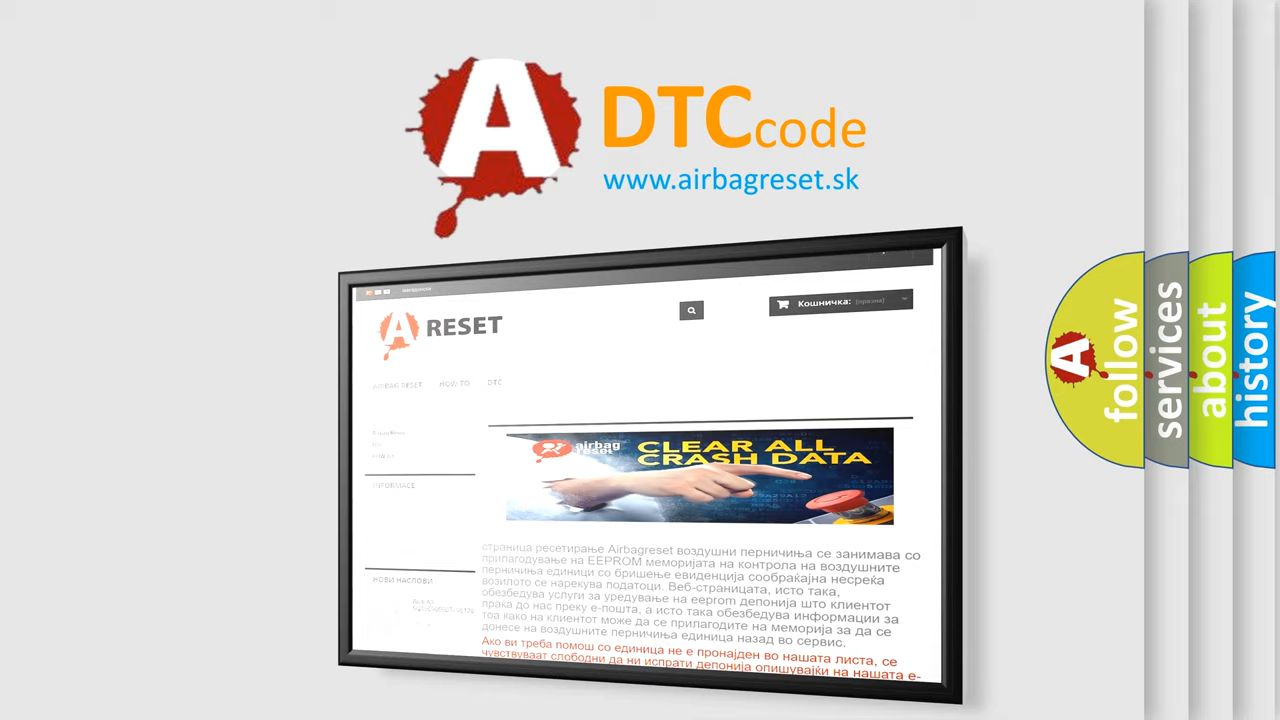 A
DTC code
www.airbagreset.sk
A RESET
Кошничка: (празна)
AIRBAG RESET HOW TO DTC
INFORMACE
airbag
reset
CLEAR ALL
CRASH DATA
страница ресетирање Airbagreset воздушни перничиња се занимава со
прилагодување на EEPROM меморијата на контрола на воздушните
перничиња единици со бришење евиденција сообраќајна несреќа
возилото се нарекува податоци. Веб-страницата, исто така,
обезбедува услуги за уредување на eeprom депонија што клиентот
праќа до нас преку е-пошта, а исто така обезбедува информации за
тоа како на клиентот може да се прилагодите на меморија за да се
донесе на воздушните перничиња единица назад во сервис.
Ако ви треба помош со единица не е пронајден во нашата листа, се
чувствуваат слободни да ни испрати депонија опишувајќи на нашата е-
НОВИ НАСЛОВИ
A
follow
services
about
history